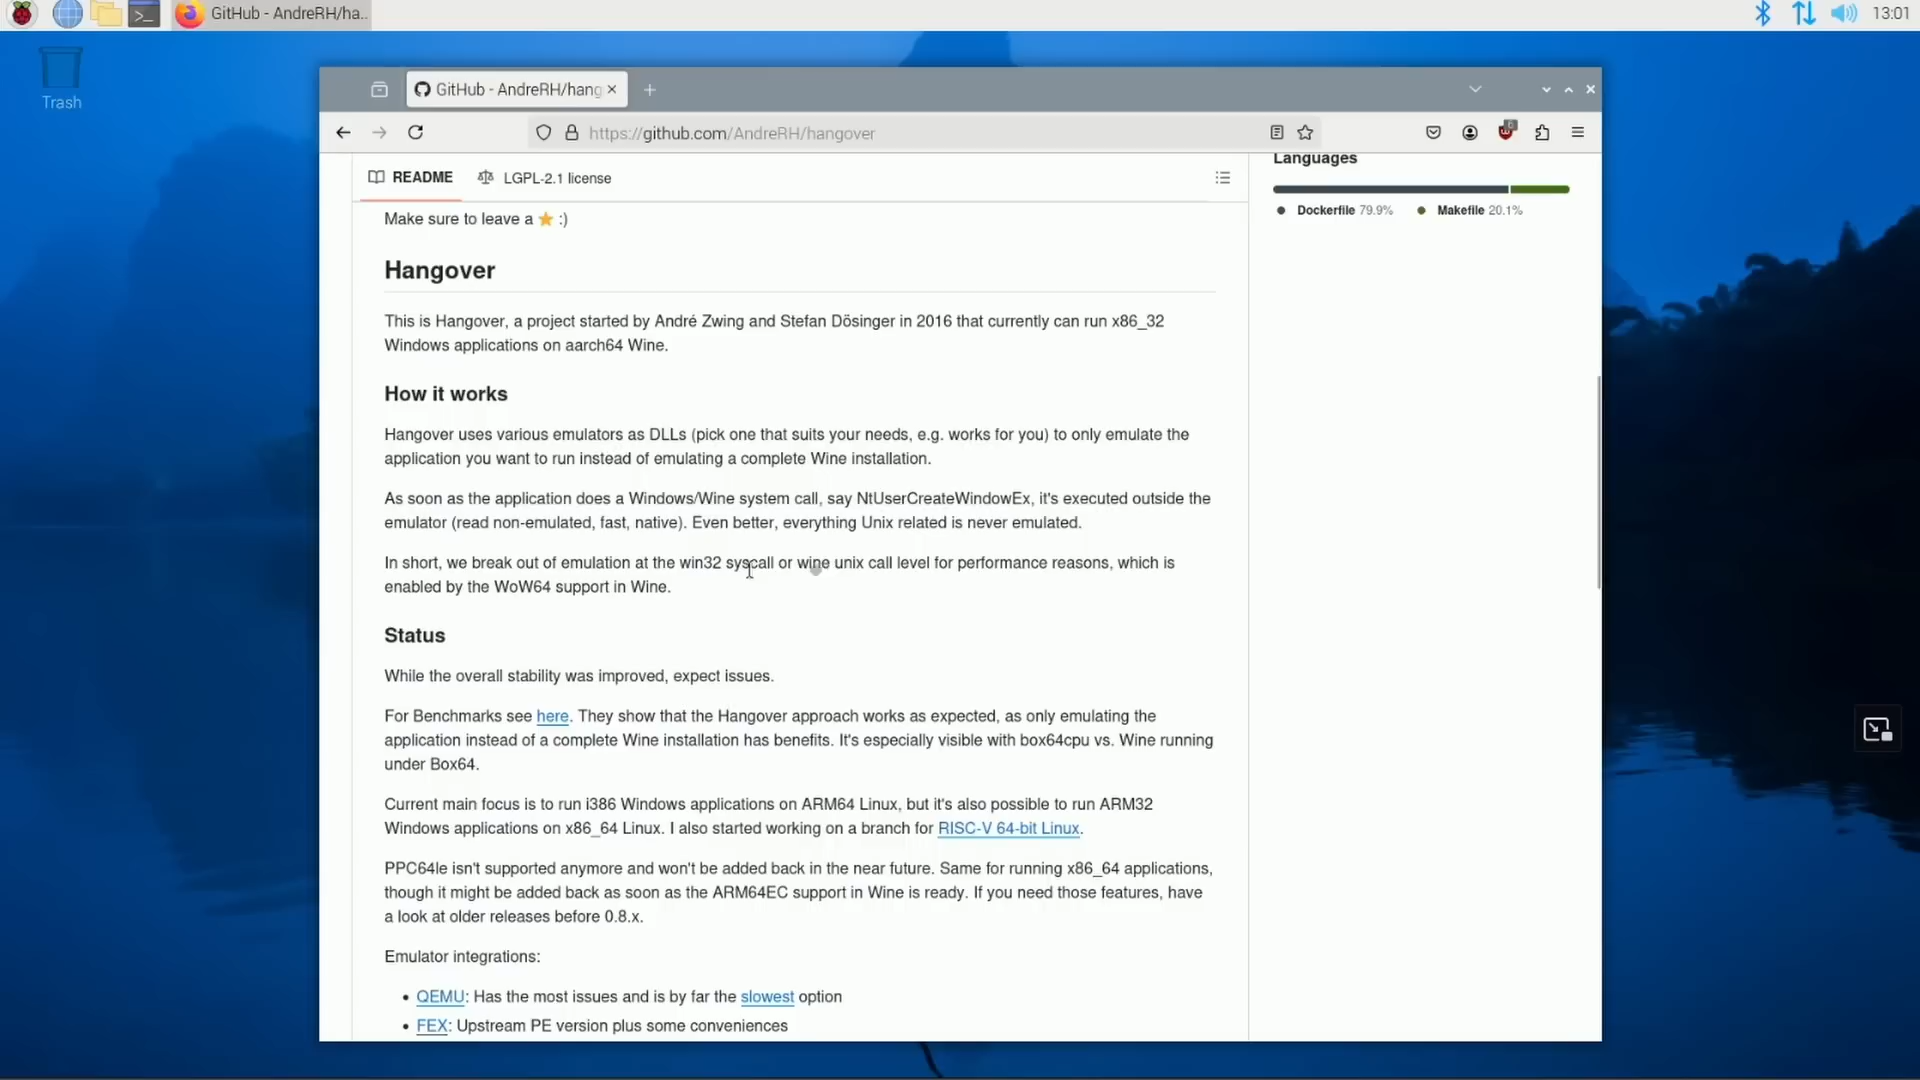 GitHub - AndreRH/ha..
13:01
Trash
GitHub - AndreRH/hang
https://github.com/AndreRH/hangover
README
LGPL-2.1 license
Languages
Dockerfile 79.9%
Makefile 20.1%
Make sure to leave a ⭐ :)
Hangover
This is Hangover, a project started by André Zwing and Stefan Dösinger in 2016 that currently can run x86_32
Windows applications on aarch64 Wine.
How it works
Hangover uses various emulators as DLLs (pick one that suits your needs, e.g. works for you) to only emulate the
application you want to run instead of emulating a complete Wine installation.
As soon as the application does a Windows/Wine system call, say NtUserCreateWindowEx, it's executed outside the
emulator (read non-emulated, fast, native). Even better, everything Unix related is never emulated.
In short, we break out of emulation at the win32 syscall or wine unix call level for performance reasons, which is
enabled by the WoW64 support in Wine.
Status
While the overall stability was improved, expect issues.
For Benchmarks see here. They show that the Hangover approach works as expected, as only emulating the
application instead of a complete Wine installation has benefits. It's especially visible with box64cpu vs. Wine running
under Box64.
Current main focus is to run i386 Windows applications on ARM64 Linux, but it's also possible to run ARM32
Windows applications on x86_64 Linux. I also started working on a branch for RISC-V 64-bit Linux.
PPC64le isn't supported anymore and won't be added back in the near future. Same for running x86_64 applications,
though it might be added back as soon as the ARM64EC support in Wine is ready. If you need those features, have
a look at older releases before 0.8.x.
Emulator integrations:
• QEMU: Has the most issues and is by far the slowest option
• FEX: Upstream PE version plus some conveniences